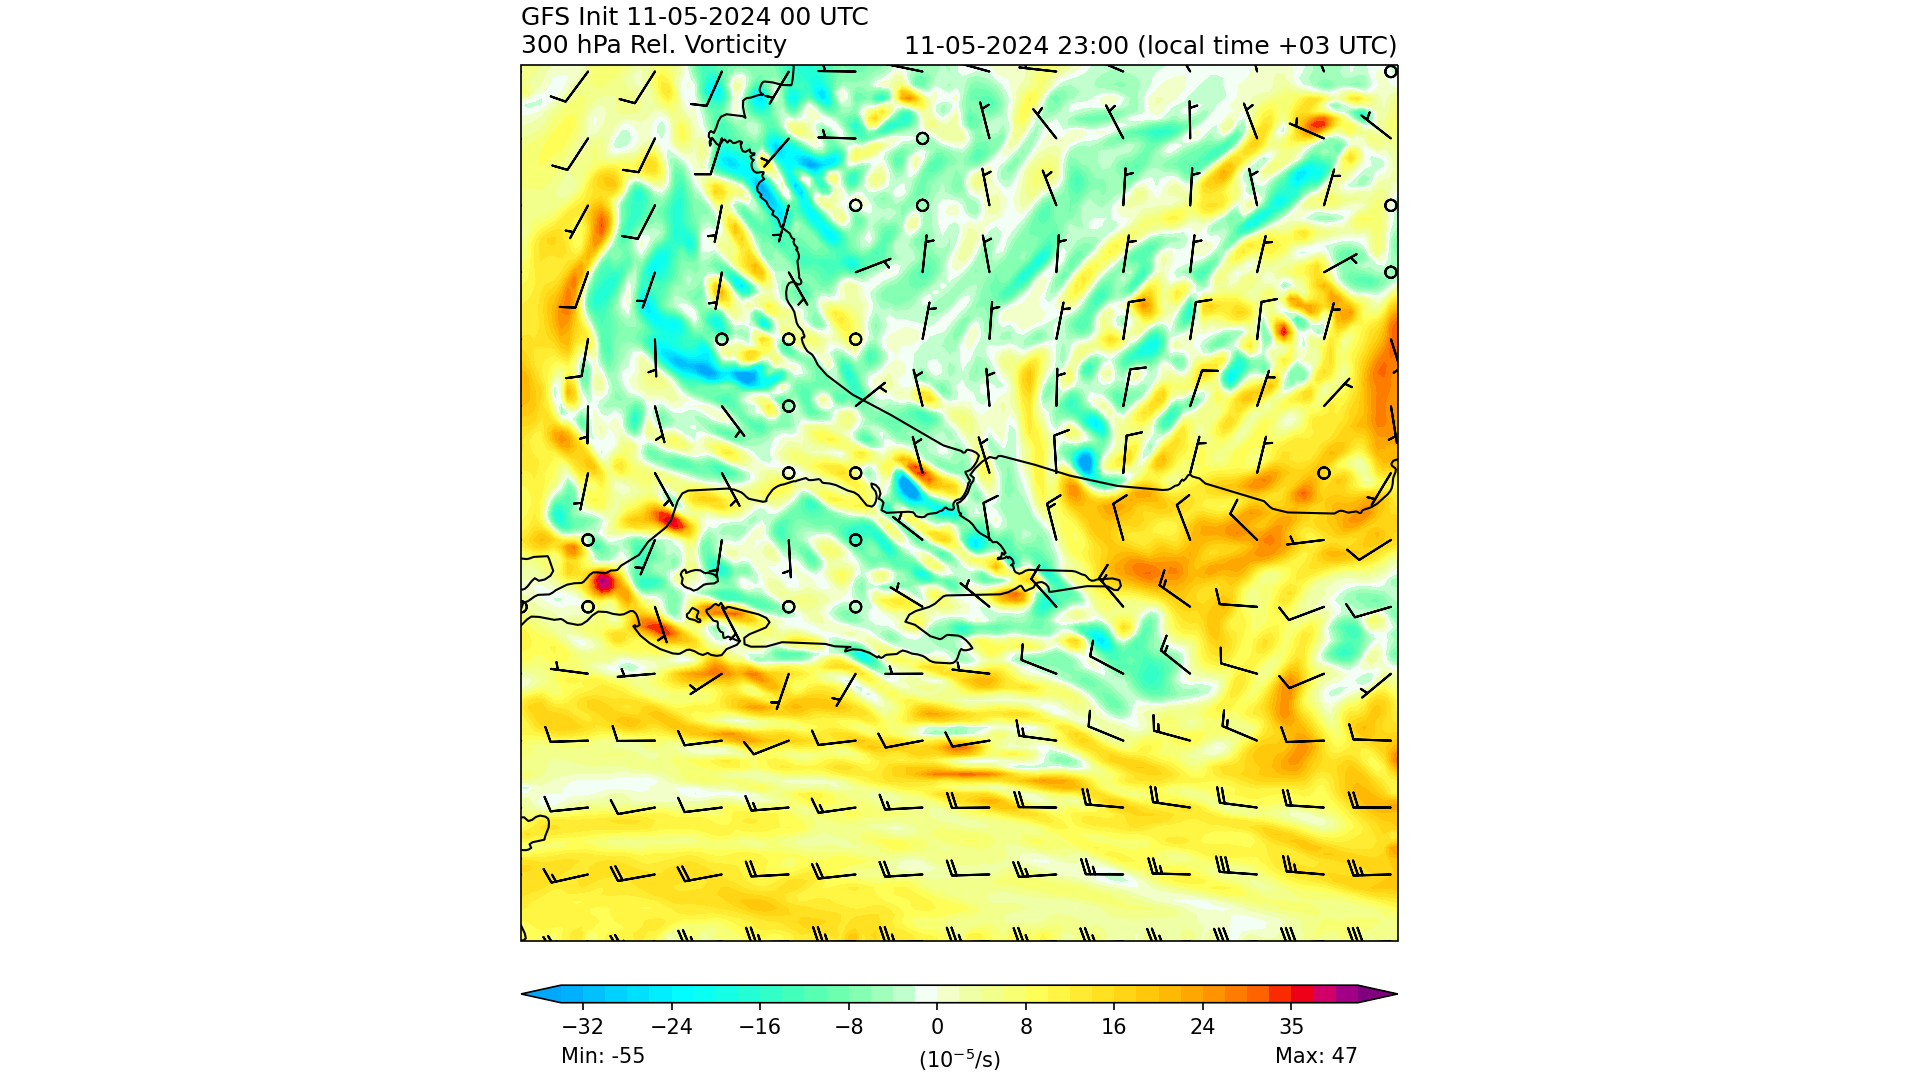 GFS Init 11-05-2024 00 UTC
300 hPa Rel. Vorticity
11-05-2024 23:00 (local time +03 UTC)
−32 −24 −16 −8 0 8 16 24 35
Min: -55
(10⁻⁵/s)
Max: 47